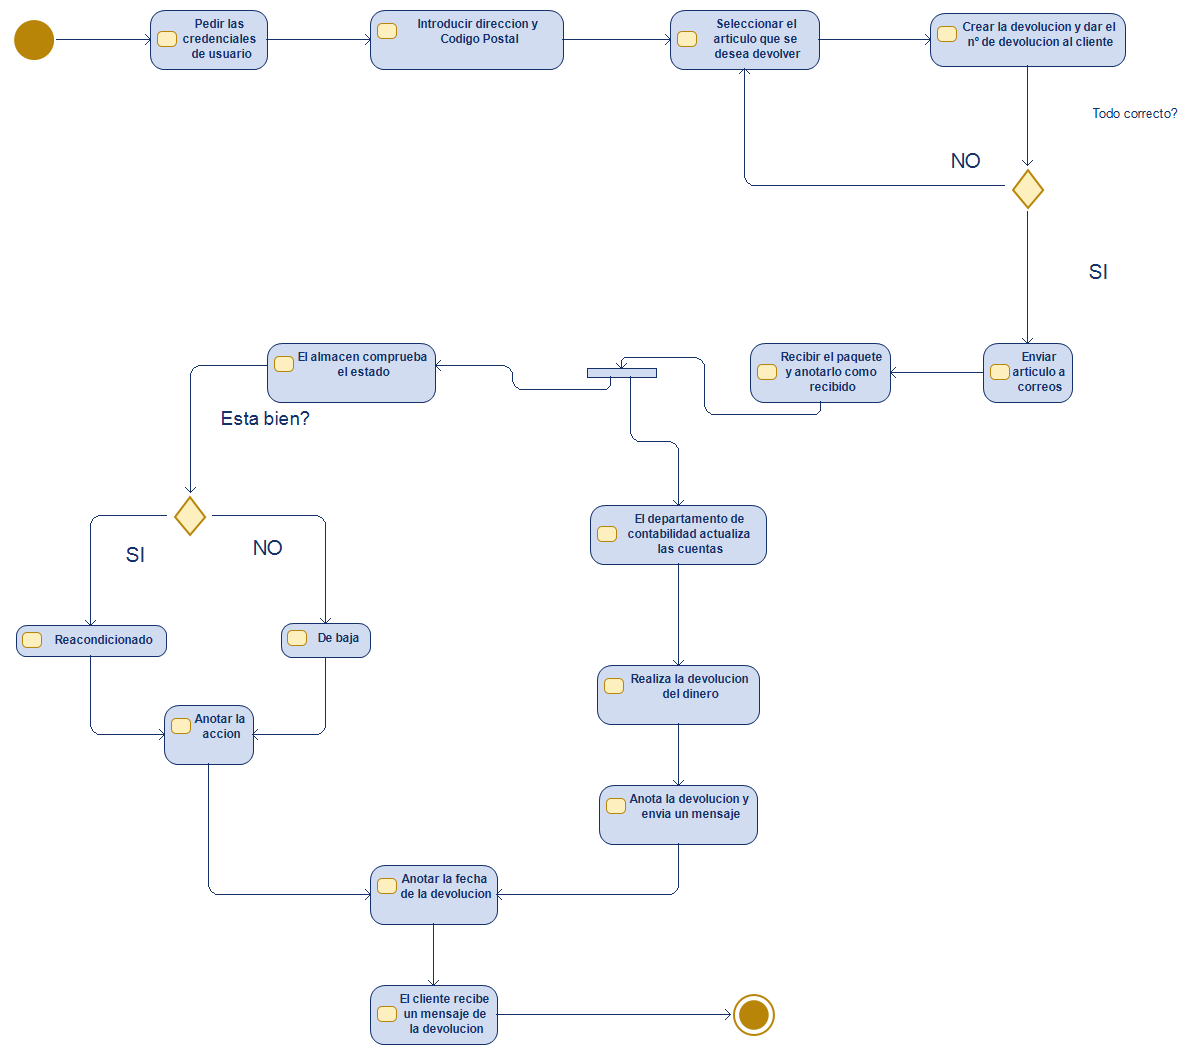 Pedir las
credenciales
de usuario
Introducir direccion y
Codigo Postal
Seleccionar el
articulo que se
desea devolver
Crear la devolucion y dar el
nº de devolucion al cliente
Todo correcto?
NO
SI
El almacen comprueba
el estado
Recibir el paquete
y anotarlo como
recibido
Enviar
articulo a
correos
Esta bien?
SI
NO
El departamento de
contabilidad actualiza
las cuentas
Reacondicionado
De baja
Realiza la devolucion
del dinero
Anotar la
accion
Anota la devolucion y
envia un mensaje
Anotar la fecha
de la devolucion
El cliente recibe
un mensaje de
la devolucion